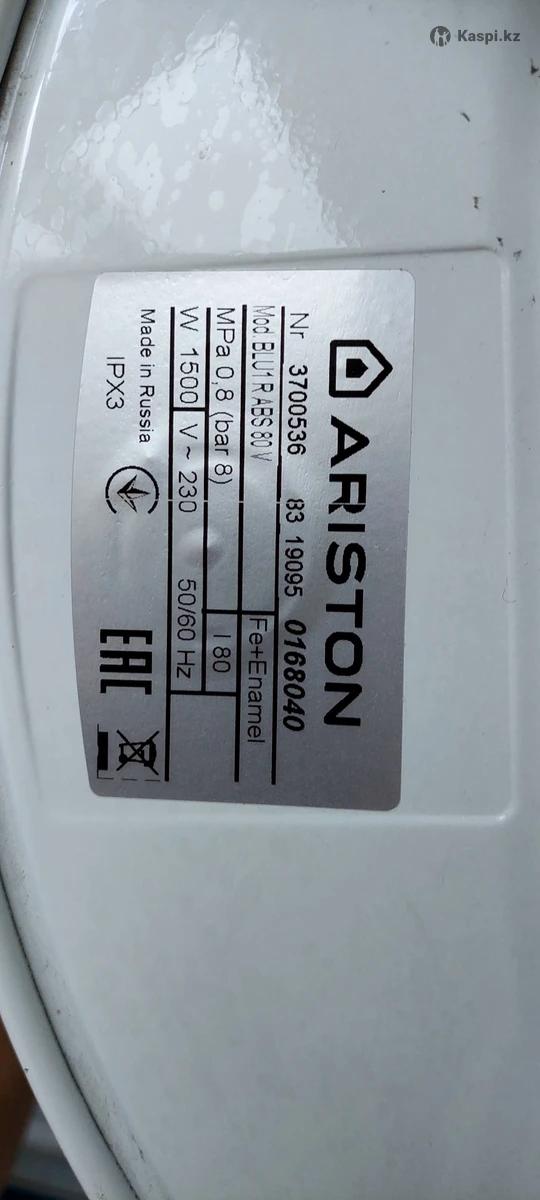 Kaspi.kz
ARISTON
Nr 3700536 83 19095 0168040
Mod. BLU1 R ABS 80 V Fe+Enamel
MPa 0,8 (bar 8) l 80
W 1500 V ~ 230 50/60 Hz
Made in Russia
IPX3
EAC